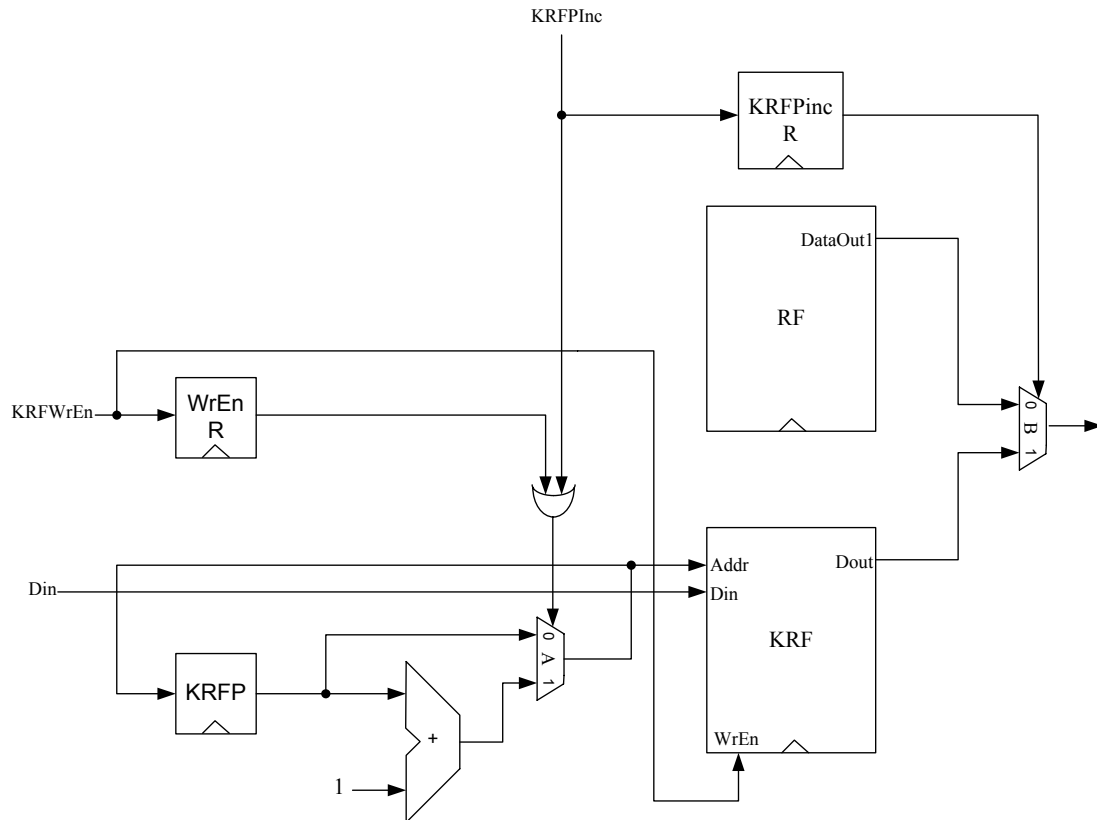 KRFPInc
KRFPinc
R
DataOut1
RF
KRFWrEn
WrEn
R
0 B 1
Addr
Dout
Din
Din
KRF
0 A 1
KRFP
+
WrEn
1